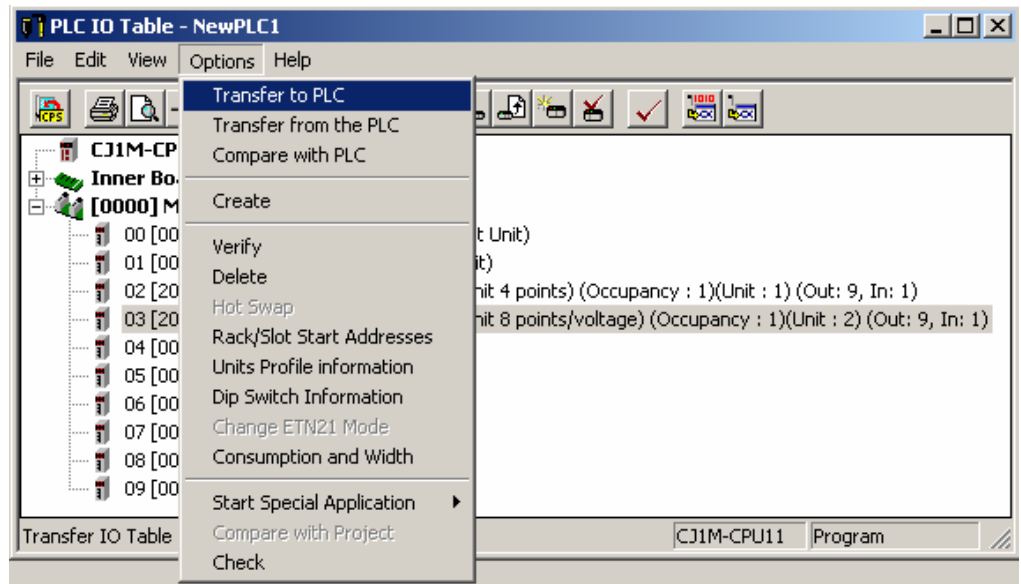 PLC IO Table - NewPLC1
File Edit View Options Help
CPS
1010
Transfer to PLC
Transfer from the PLC
Compare with PLC
Create
Verify
Delete
Hot Swap
Rack/Slot Start Addresses
Units Profile information
Dip Switch Information
Change ETN21 Mode
Consumption and Width
Start Special Application
Compare with Project
Check
CJ1M-CP
Inner Bo
[0000] M
00 [00 t Unit)
01 [00 it)
02 [20 nit 4 points) (Occupancy : 1)(Unit : 1) (Out: 9, In: 1)
03 [20 nit 8 points/voltage) (Occupancy : 1)(Unit : 2) (Out: 9, In: 1)
04 [00
05 [00
06 [00
07 [00
08 [00
09 [00
Transfer IO Table CJ1M-CPU11 Program